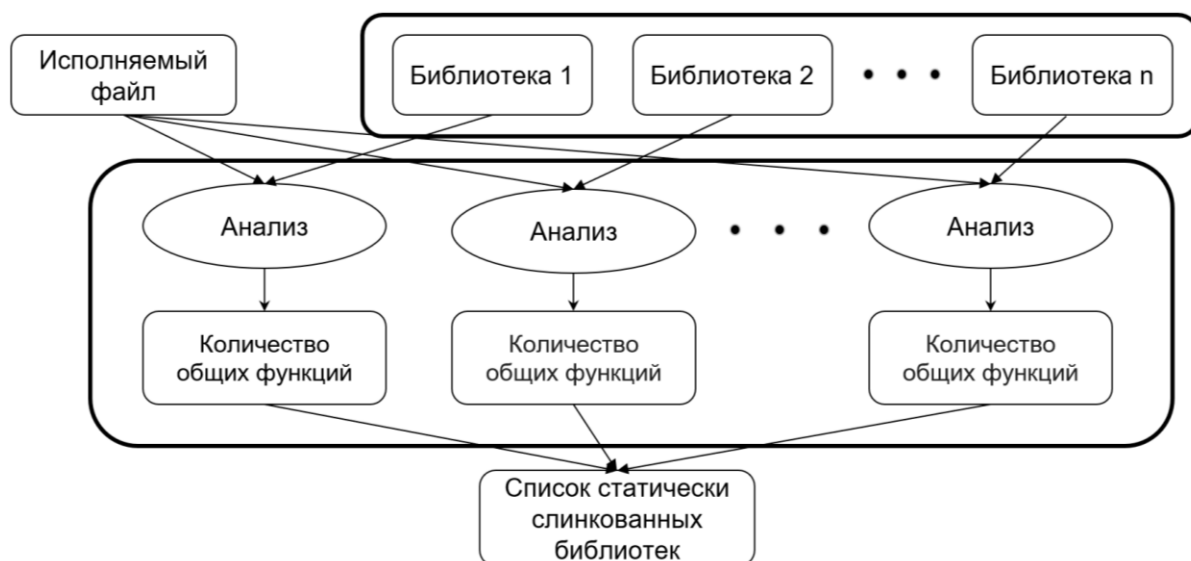 Исполняемый
файл
Библиотека 1
Библиотека 2
Библиотека n
Анализ
Анализ
Анализ
Количество
общих функций
Количество
общих функций
Количество
общих функций
Список статически
слинкованных
библиотек